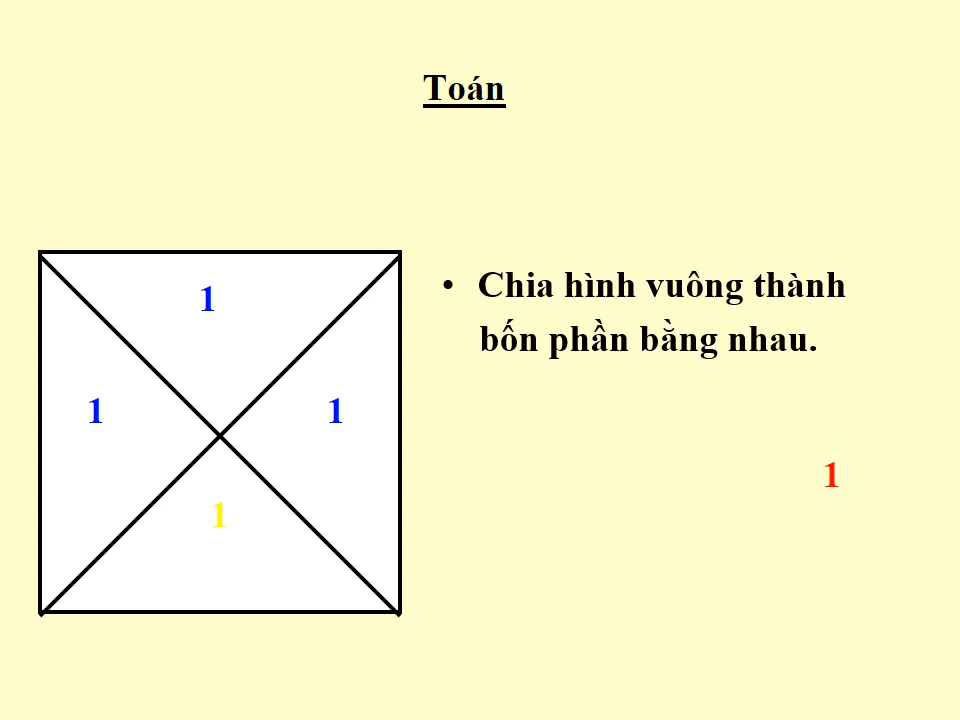 Toán
1
1 1
1
• Chia hình vuông thành
bốn phần bằng nhau.
1